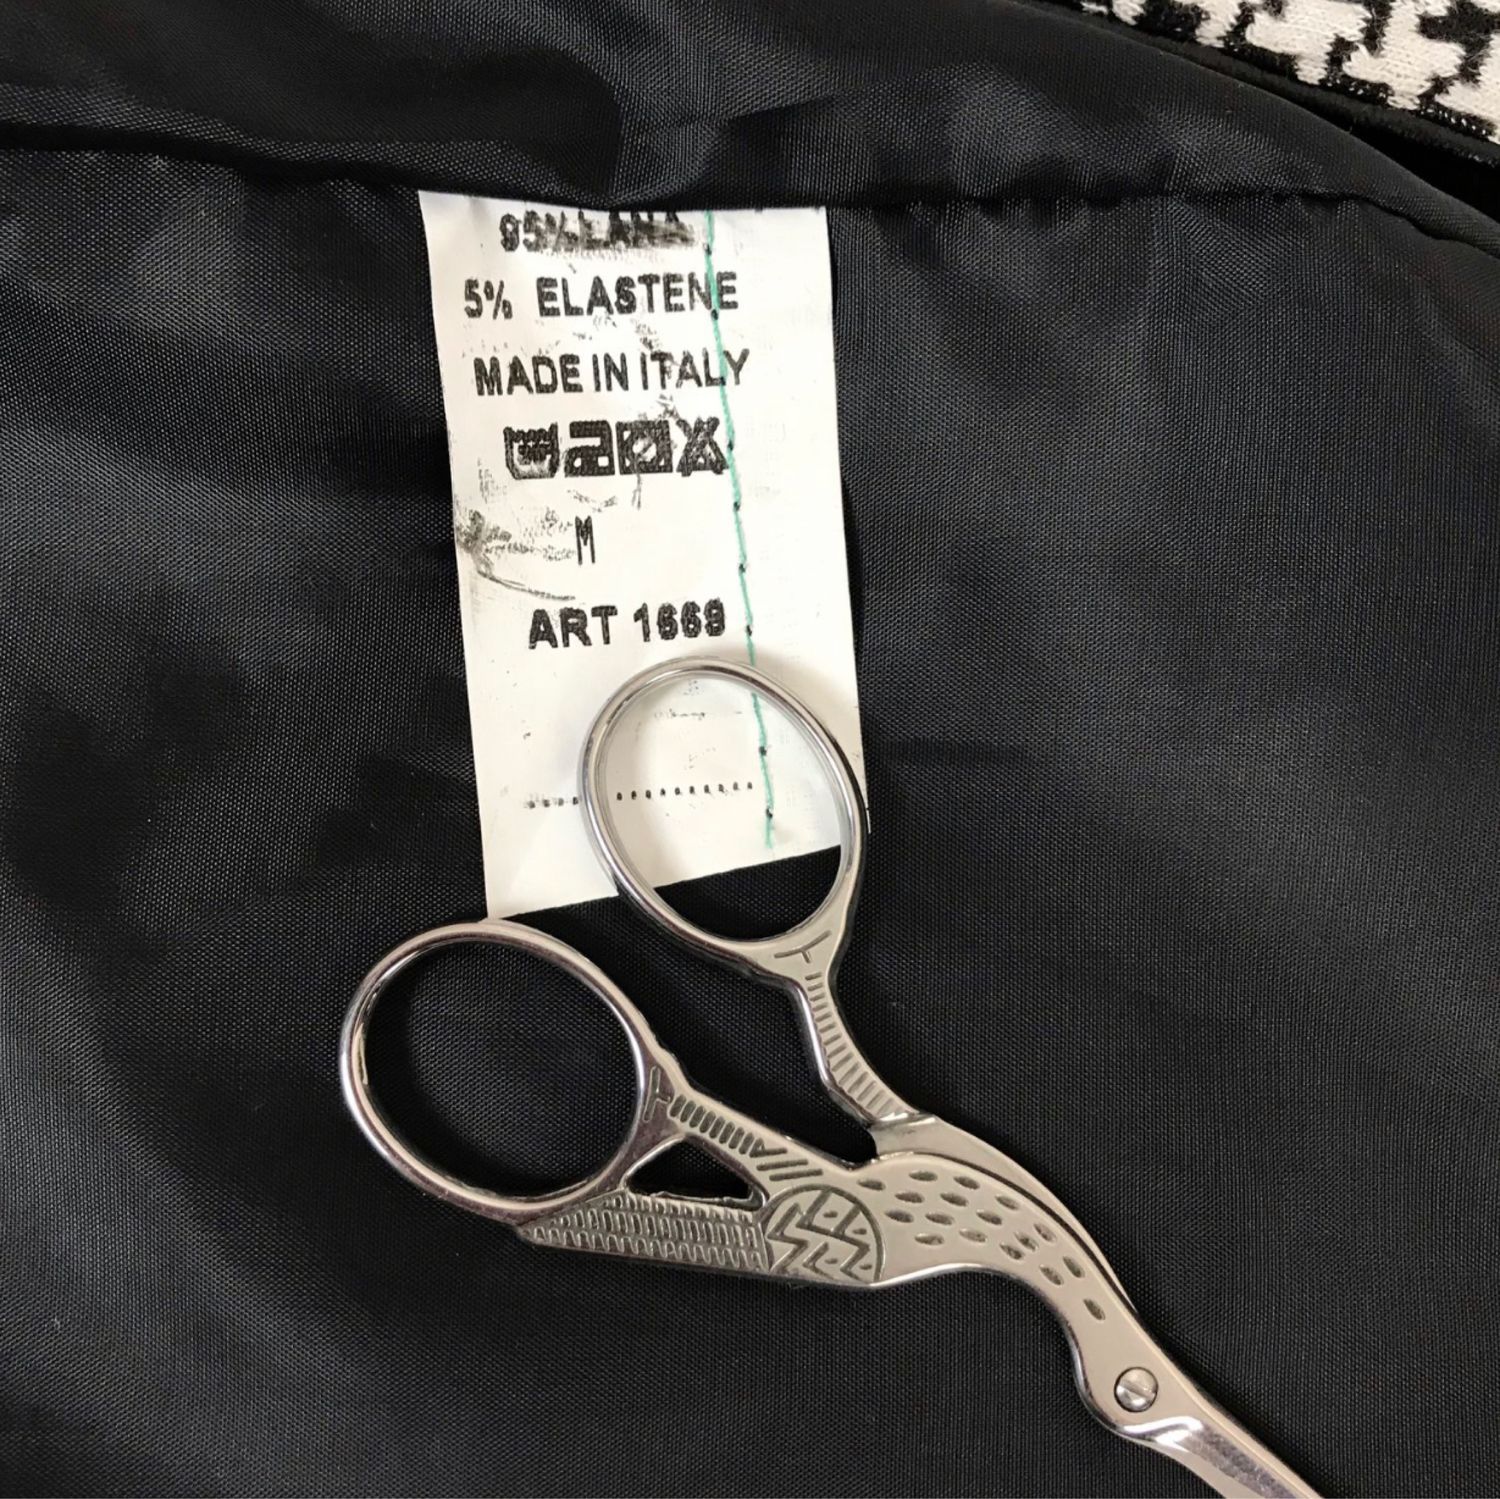 95% LANA
5% ELASTENE
MADE IN ITALY
M
ART 1669